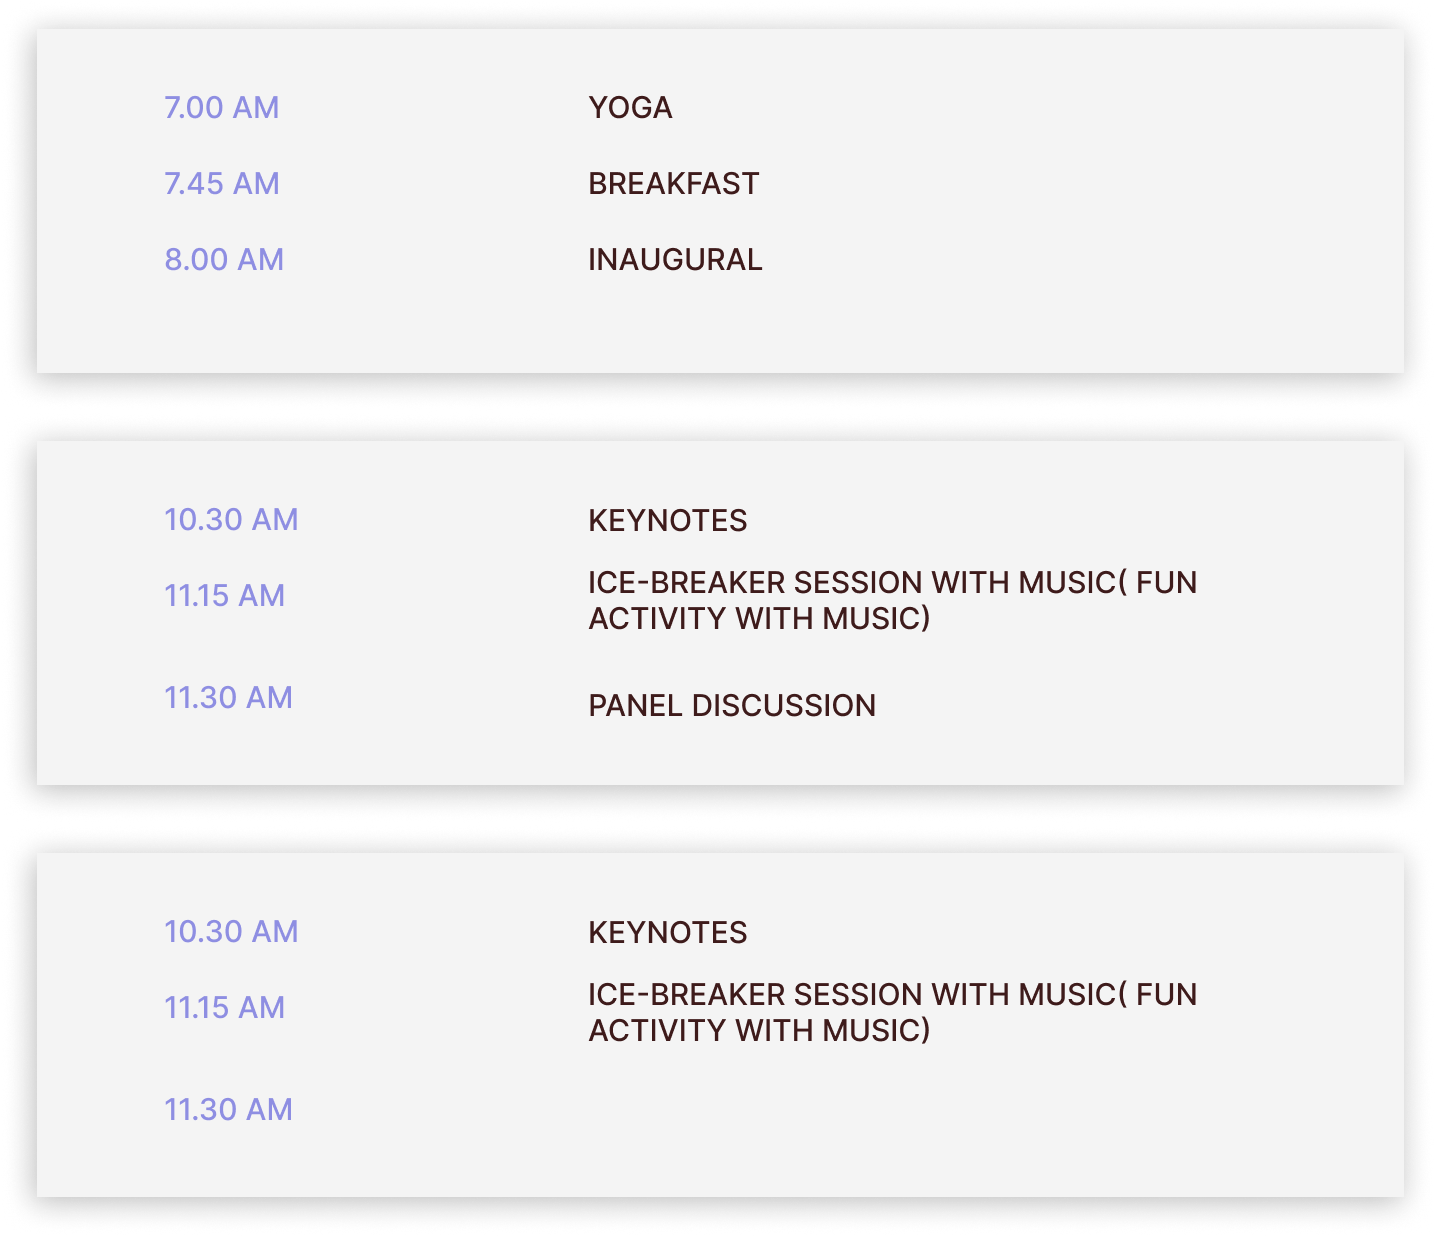 7.00 AM YOGA
7.45 AM BREAKFAST
8.00 AM INAUGURAL
10.30 AM KEYNOTES
11.15 AM ICE-BREAKER SESSION WITH MUSIC( FUN
ACTIVITY WITH MUSIC)
11.30 AM PANEL DISCUSSION
10.30 AM KEYNOTES
11.15 AM ICE-BREAKER SESSION WITH MUSIC( FUN
ACTIVITY WITH MUSIC)
11.30 AM